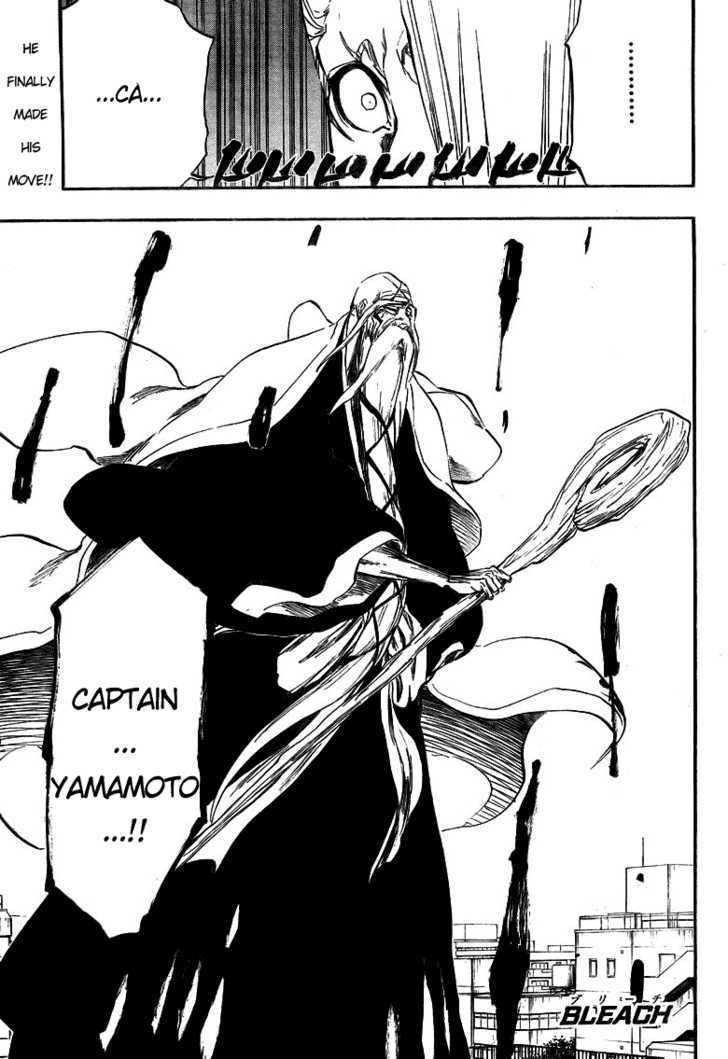 HE
FINALLY
MADE
HIS
MOVE!!
...CA...
..........
CAPTAIN
...
YAMAMOTO
...!!
ブリーチ
BLEACH